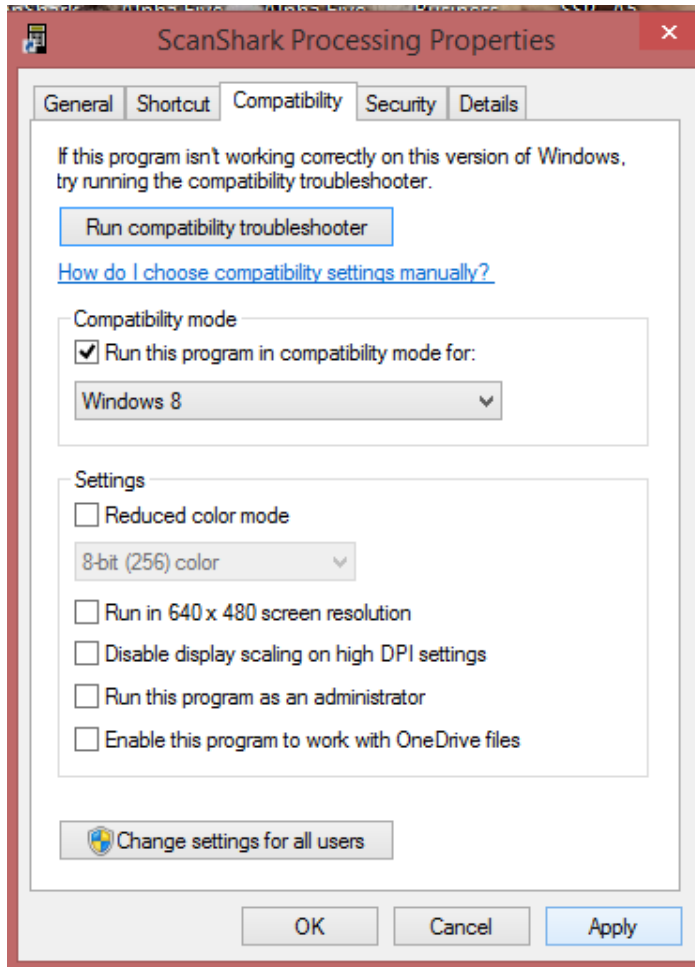 ScanShark Processing Properties
General Shortcut Compatibility Security Details
If this program isn't working correctly on this version of Windows,
try running the compatibility troubleshooter.
Run compatibility troubleshooter
How do I choose compatibility settings manually?
Compatibility mode
Run this program in compatibility mode for:
Windows 8
Settings
Reduced color mode
8-bit (256) color
Run in 640 x 480 screen resolution
Disable display scaling on high DPI settings
Run this program as an administrator
Enable this program to work with OneDrive files
Change settings for all users
OK Cancel Apply